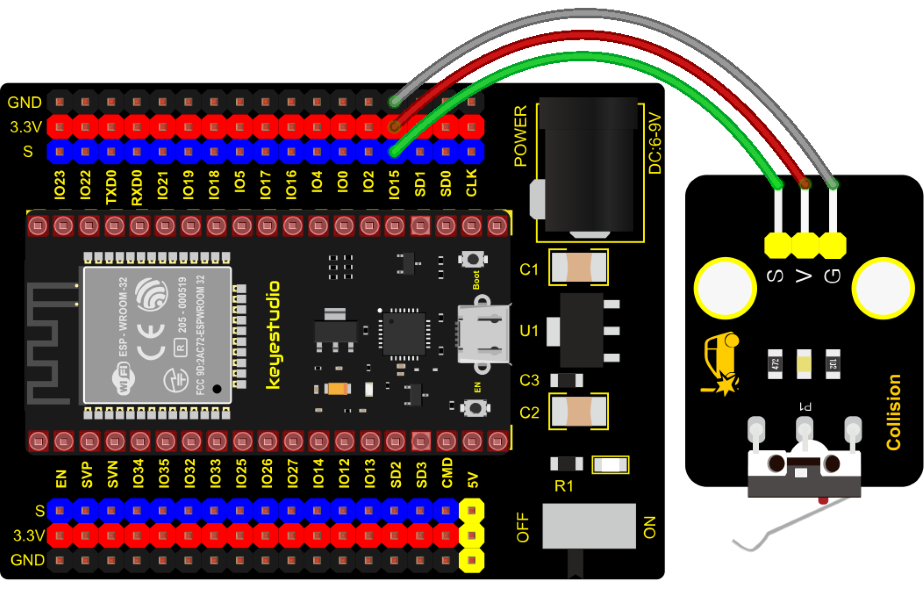 GND
3.3V
S
IO23
IO22
TXD0
RXD0
IO21
IO19
IO18
IO5
IO17
IO16
IO4
IO0
IO2
IO15
SD1
SD0
CLK
POWER
DC:6-9V
WiFi
ESP - WROOM-32
CE
R
205 - 000519
FCC 9D:2AC72-ESPWROOM32
keyestudio
Boot
EN
C1
U1
C3
C2
R1
OFF
ON
EN
SVP
SVN
IO34
IO35
IO32
IO33
IO25
IO26
IO27
IO14
IO12
IO13
SD2
SD3
CMD
5V
S
3.3V
GND
S
V
G
472
102
P1
Collision